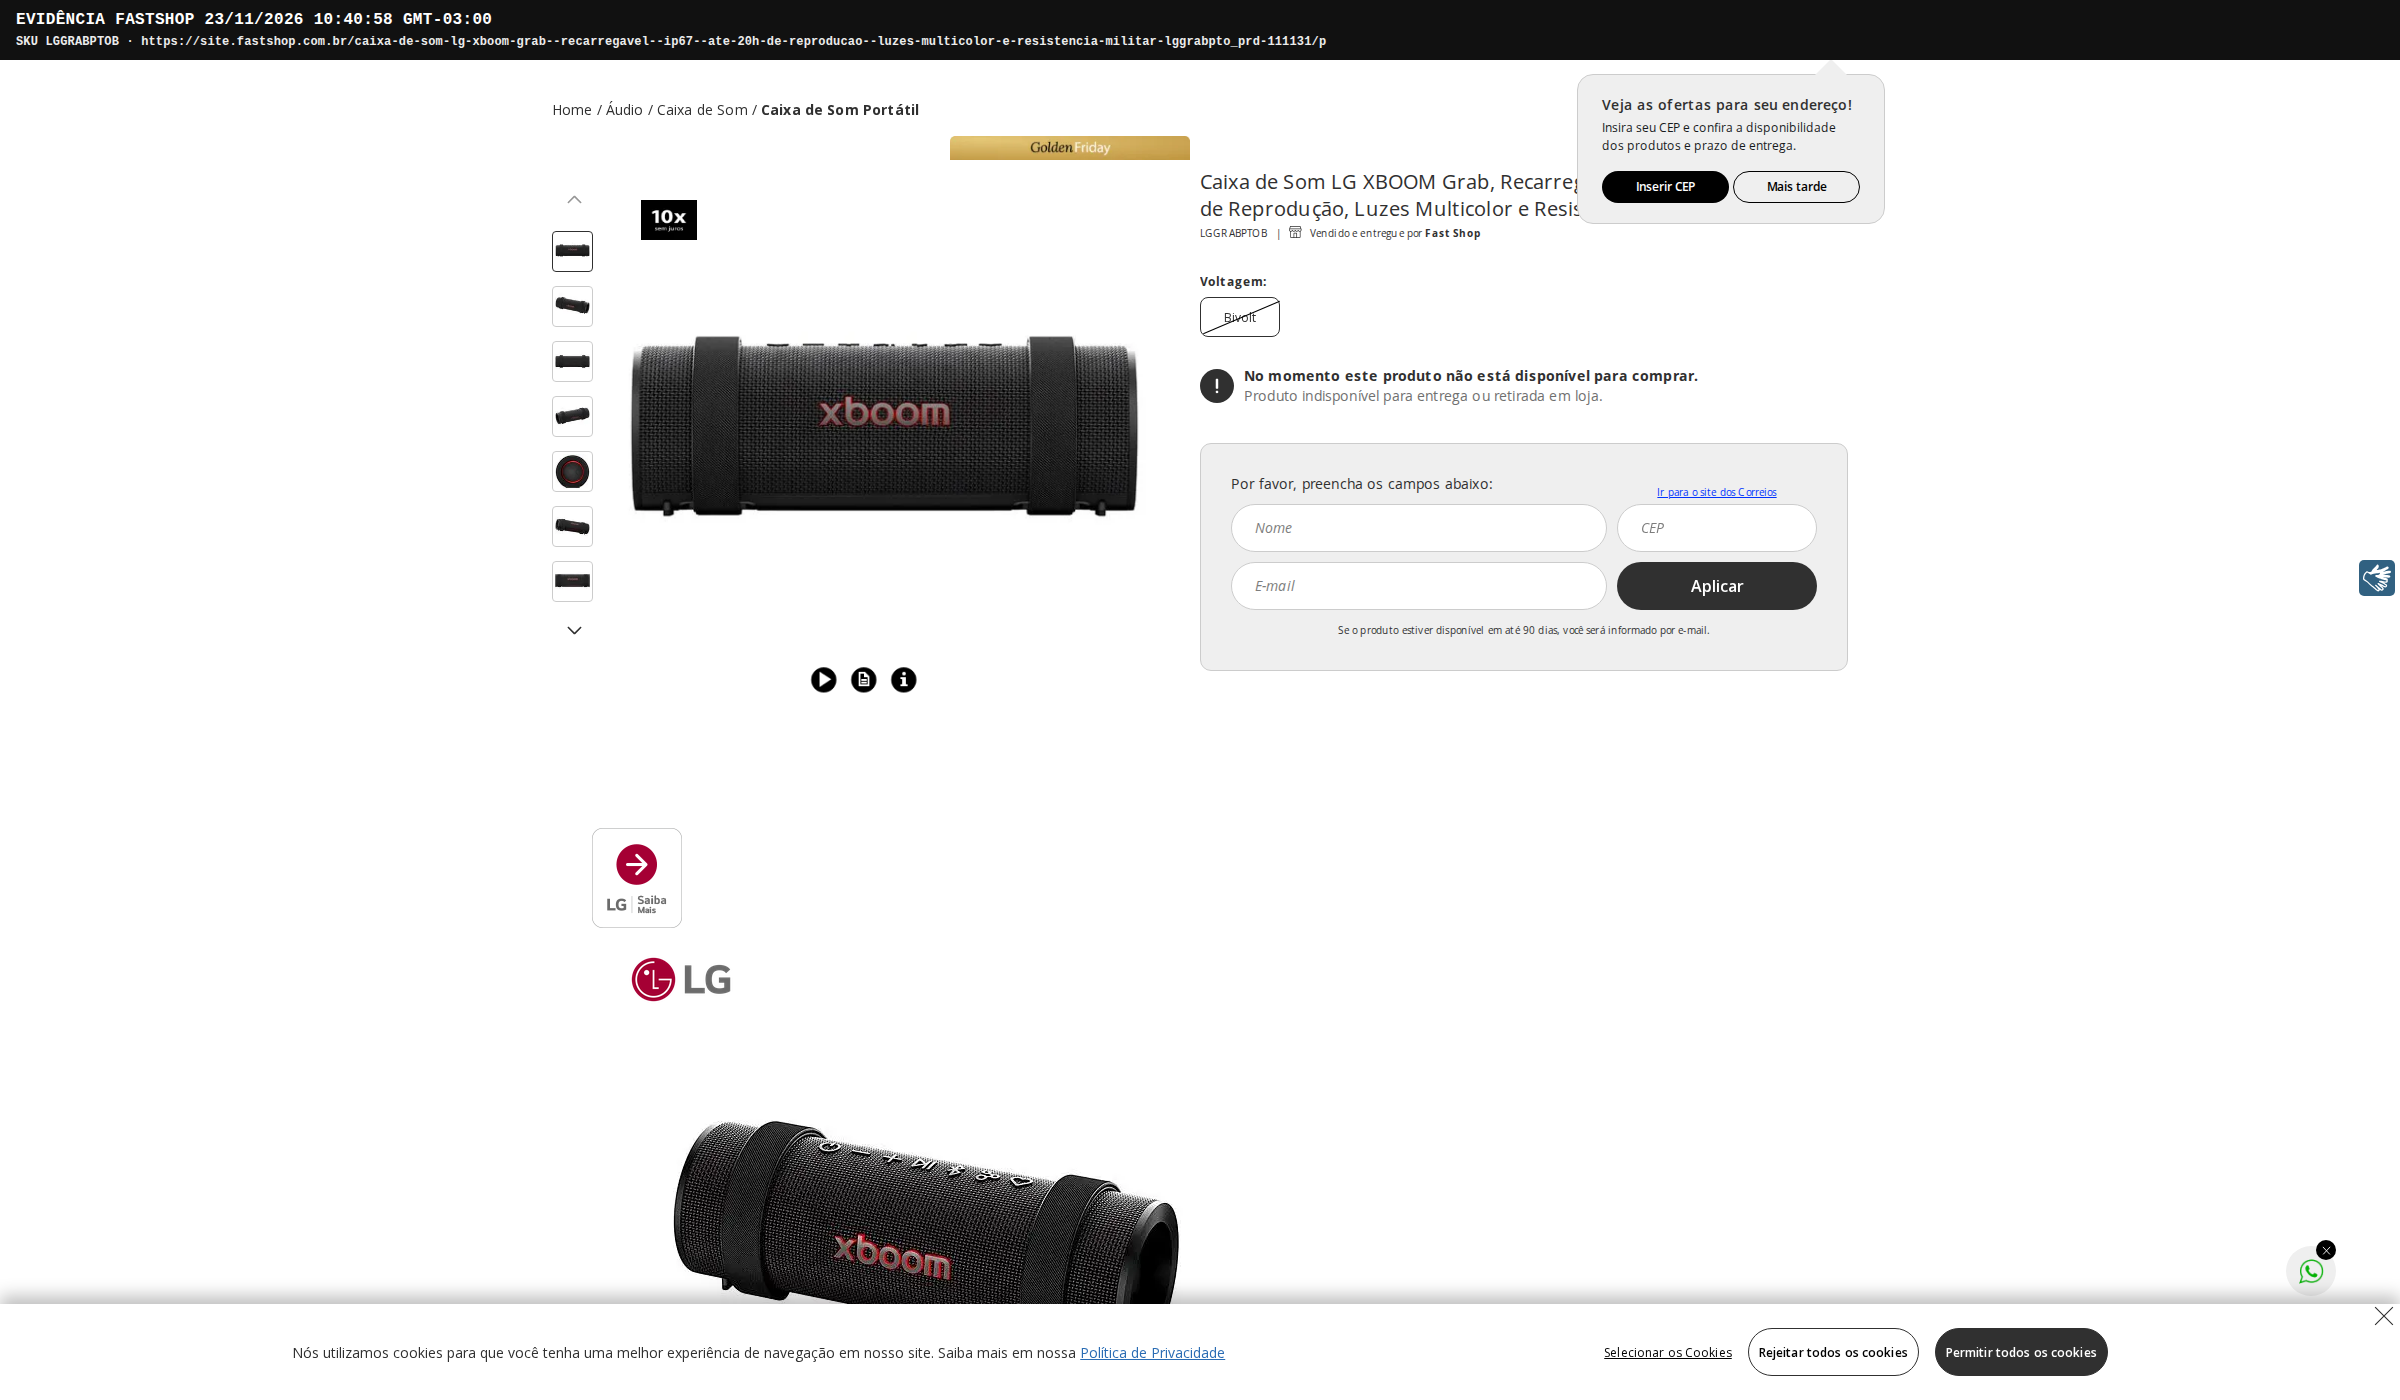 EVIDÊNCIA FASTSHOP 23/11/2026 10:40:58 GMT-03:00
SKU LGGRABPTOB · https://site.fastshop.com.br/caixa-de-som-lg-xboom-grab--recarregavel--ip67--ate-20h-de-reproducao--luzes-multicolor-e-resistencia-militar-lggrabpto_prd-111131/p
Home / Áudio / Caixa de Som / Caixa de Som Portátil
Veja as ofertas para seu endereço!
Insira seu CEP e confira a disponibilidade
dos produtos e prazo de entrega.
Inserir CEP
Mais tarde
Golden Friday
Caixa de Som LG XBOOM Grab, Recarreg
de Reprodução, Luzes Multicolor e Resis
LGGRABPTOB | Vendido e entregue por Fast Shop
10x
sem juros
Voltagem:
Bivolt
No momento este produto não está disponível para comprar.
Produto indisponível para entrega ou retirada em loja.
xboom
Por favor, preencha os campos abaixo:
Ir para o site dos Correios
Nome
CEP
E-mail
Aplicar
Se o produto estiver disponível em até 90 dias, você será informado por e-mail.
LG Saiba
Mais
LG
xboom
Nós utilizamos cookies para que você tenha uma melhor experiência de navegação em nosso site. Saiba mais em nossa Política de Privacidade
Selecionar os Cookies
Rejeitar todos os cookies
Permitir todos os cookies